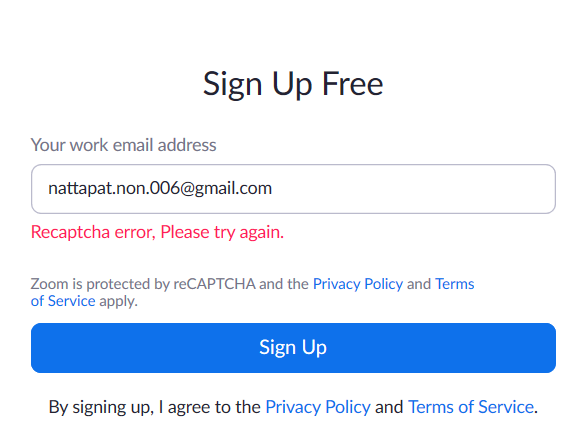 Sign Up Free
Your work email address
nattapat.non.006@gmail.com
Recaptcha error, Please try again.
Zoom is protected by reCAPTCHA and the Privacy Policy and Terms
of Service apply.
Sign Up
By signing up, I agree to the Privacy Policy and Terms of Service.